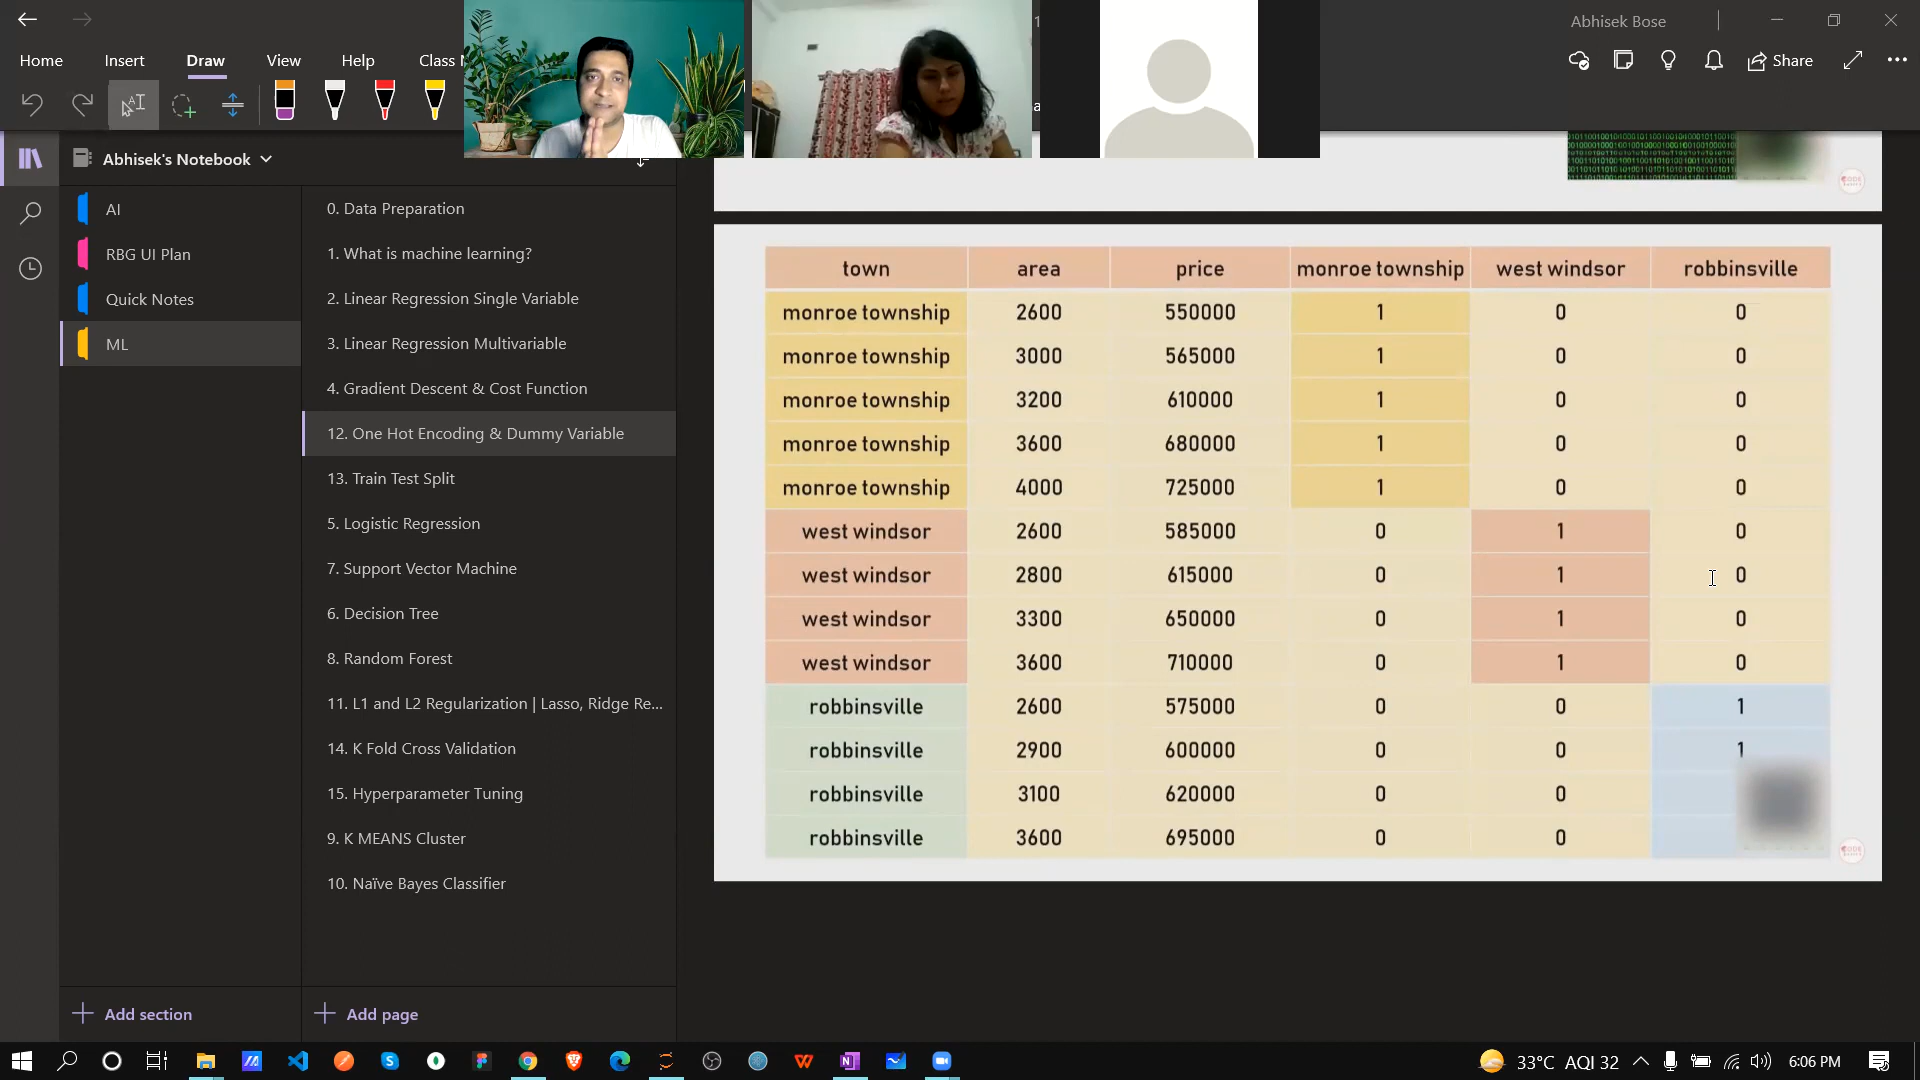 Abhisek Bose
Home
Insert
Draw
View
Help
Class
Share
Abhisek's Notebook
AI
RBG UI Plan
Quick Notes
ML
Add section
0. Data Preparation
1. What is machine learning?
2. Linear Regression Single Variable
3. Linear Regression Multivariable
4. Gradient Descent & Cost Function
12. One Hot Encoding & Dummy Variable
13. Train Test Split
5. Logistic Regression
7. Support Vector Machine
6. Decision Tree
8. Random Forest
11. L1 and L2 Regularization | Lasso, Ridge Re...
14. K Fold Cross Validation
15. Hyperparameter Tuning
9. K MEANS Cluster
10. Naïve Bayes Classifier
Add page
town area price monroe township west windsor robbinsville
monroe township 2600 550000 1 0 0
monroe township 3000 565000 1 0 0
monroe township 3200 610000 1 0 0
monroe township 3600 680000 1 0 0
monroe township 4000 725000 1 0 0
west windsor 2600 585000 0 1 0
west windsor 2800 615000 0 1 0
west windsor 3300 650000 0 1 0
west windsor 3600 710000 0 1 0
robbinsville 2600 575000 0 0 1
robbinsville 2900 600000 0 0 1
robbinsville 3100 620000 0 0
robbinsville 3600 695000 0 0
33°C AQI 32
6:06 PM